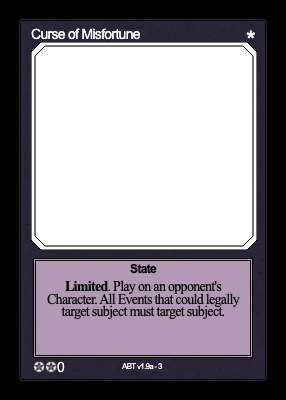 Curse of Misfortune *
State
Limited. Play on an opponent's
Character. All Events that could legally
target subject must target subject.
0 ABT v1.9a - 3